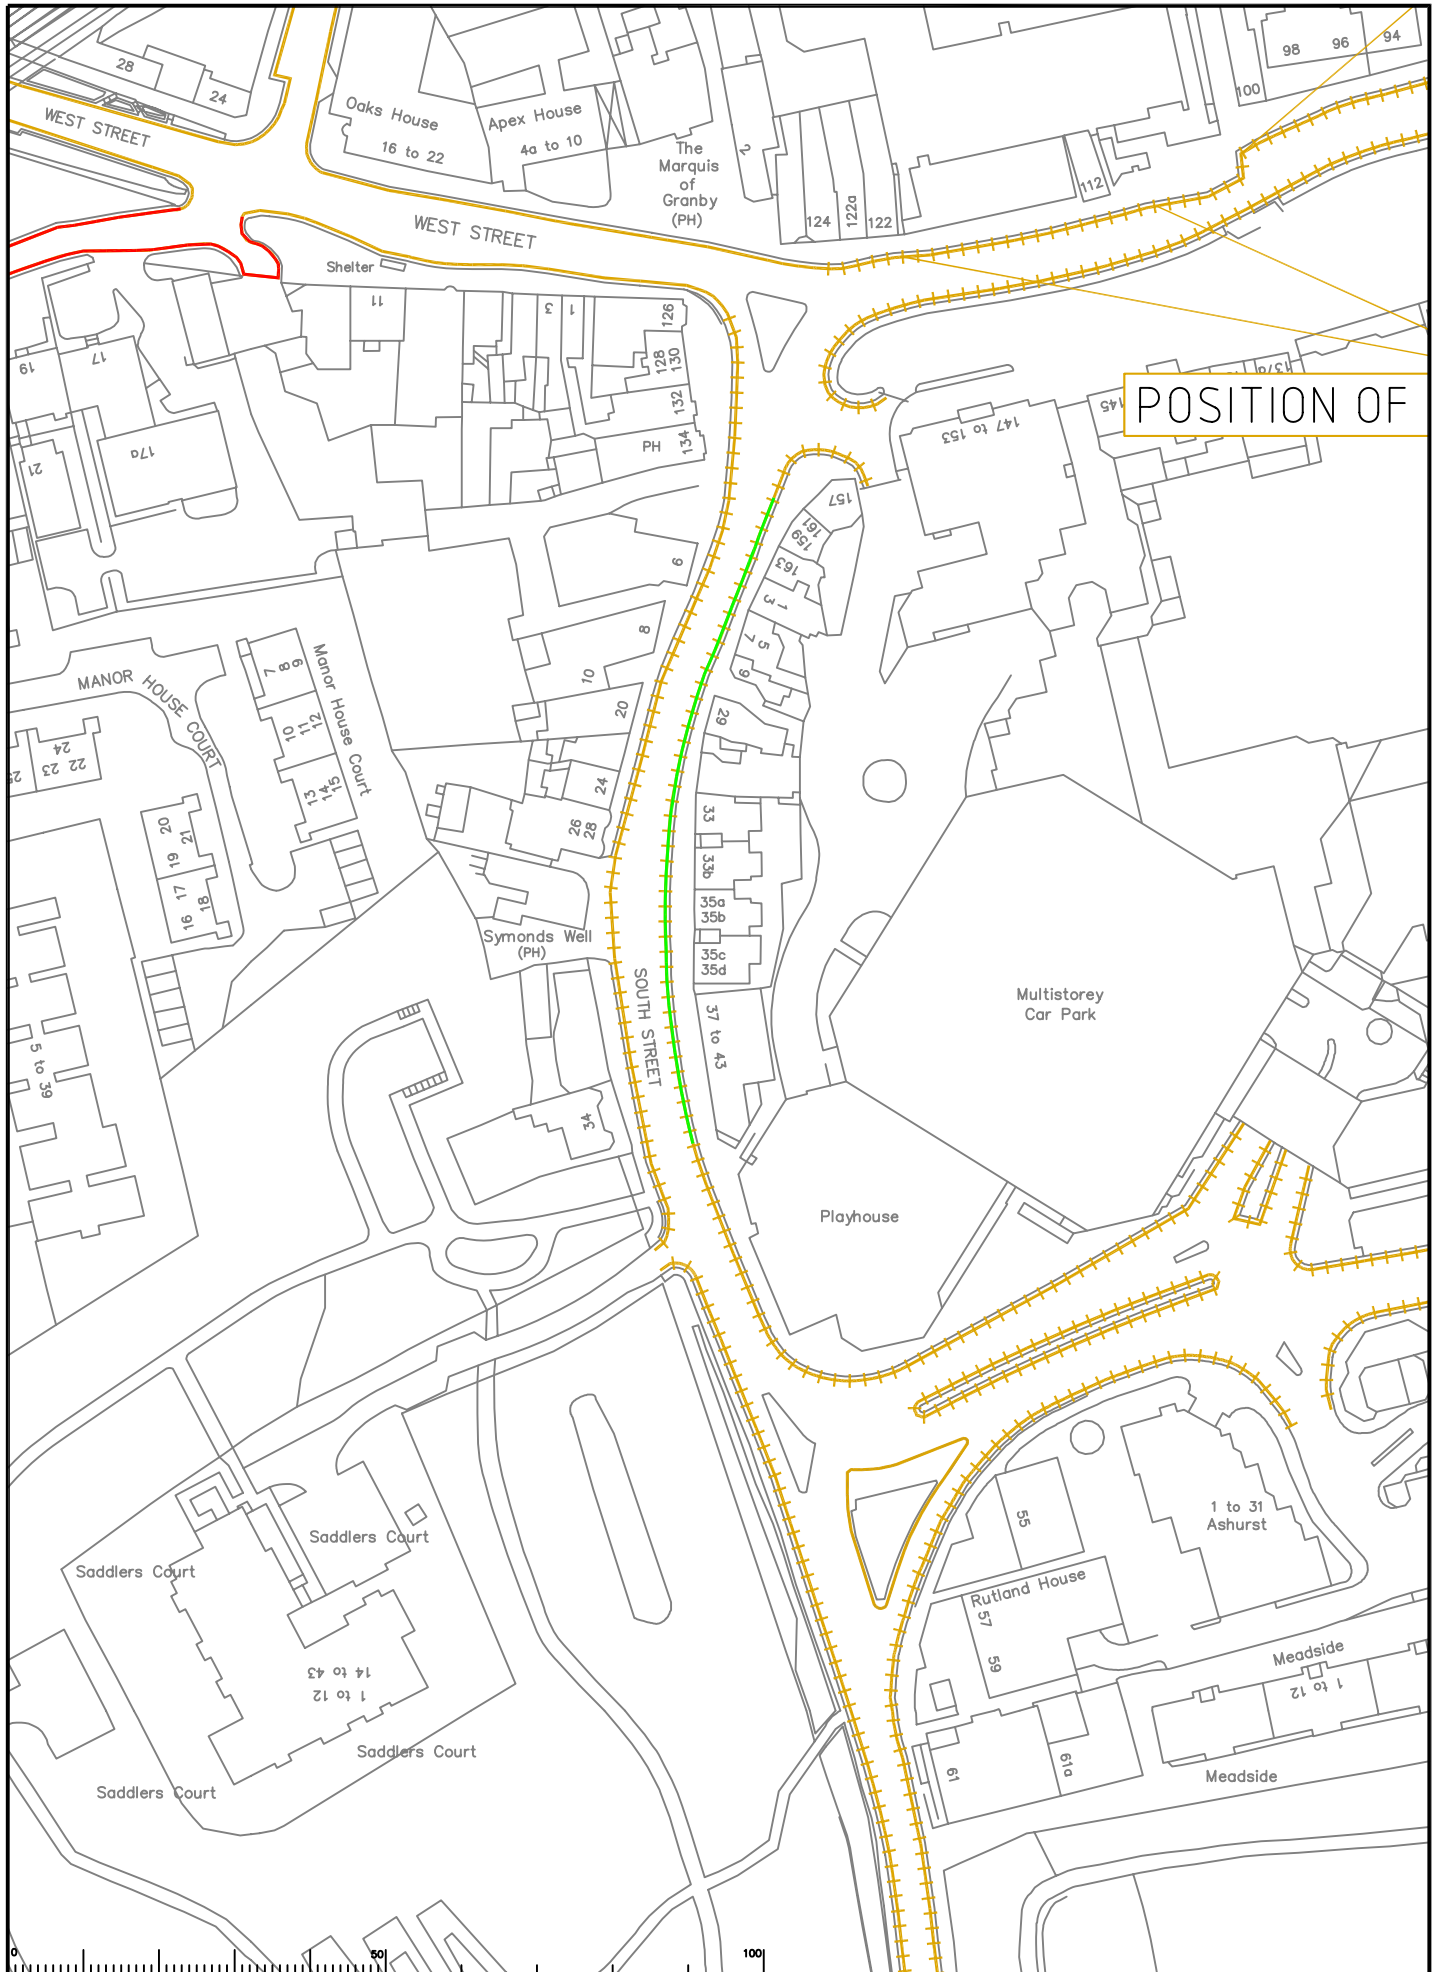 28
24
WEST STREET
Oaks House
16 to 22
Apex House
4a to 10
The
Marquis
of
Granby
(PH)
2
124
122a
122
112
100
98
96
94
WEST STREET
Shelter
11
3
1
126
128
130
132
134
PH
19
17
17a
21
147 to 153
145
137a
POSITION OF
157
161
159
163
1
3
5
7
9
29
6
8
10
20
24
26
28
MANOR HOUSE COURT
Manor House Court
7
8
9
10
11
12
13
14
15
24
22 23
25
20
21
19
17
18
16
33
33b
35a
35b
35c
35d
37 to 43
Symonds Well
(PH)
SOUTH STREET
34
5 to 39
Multistorey
Car Park
Playhouse
Saddlers Court
Saddlers Court
14 to 43
1 to 12
Saddlers Court
Saddlers Court
55
1 to 31
Ashurst
Rutland House
57
59
Meadside
1 to 12
61
61a
Meadside
0
50
100